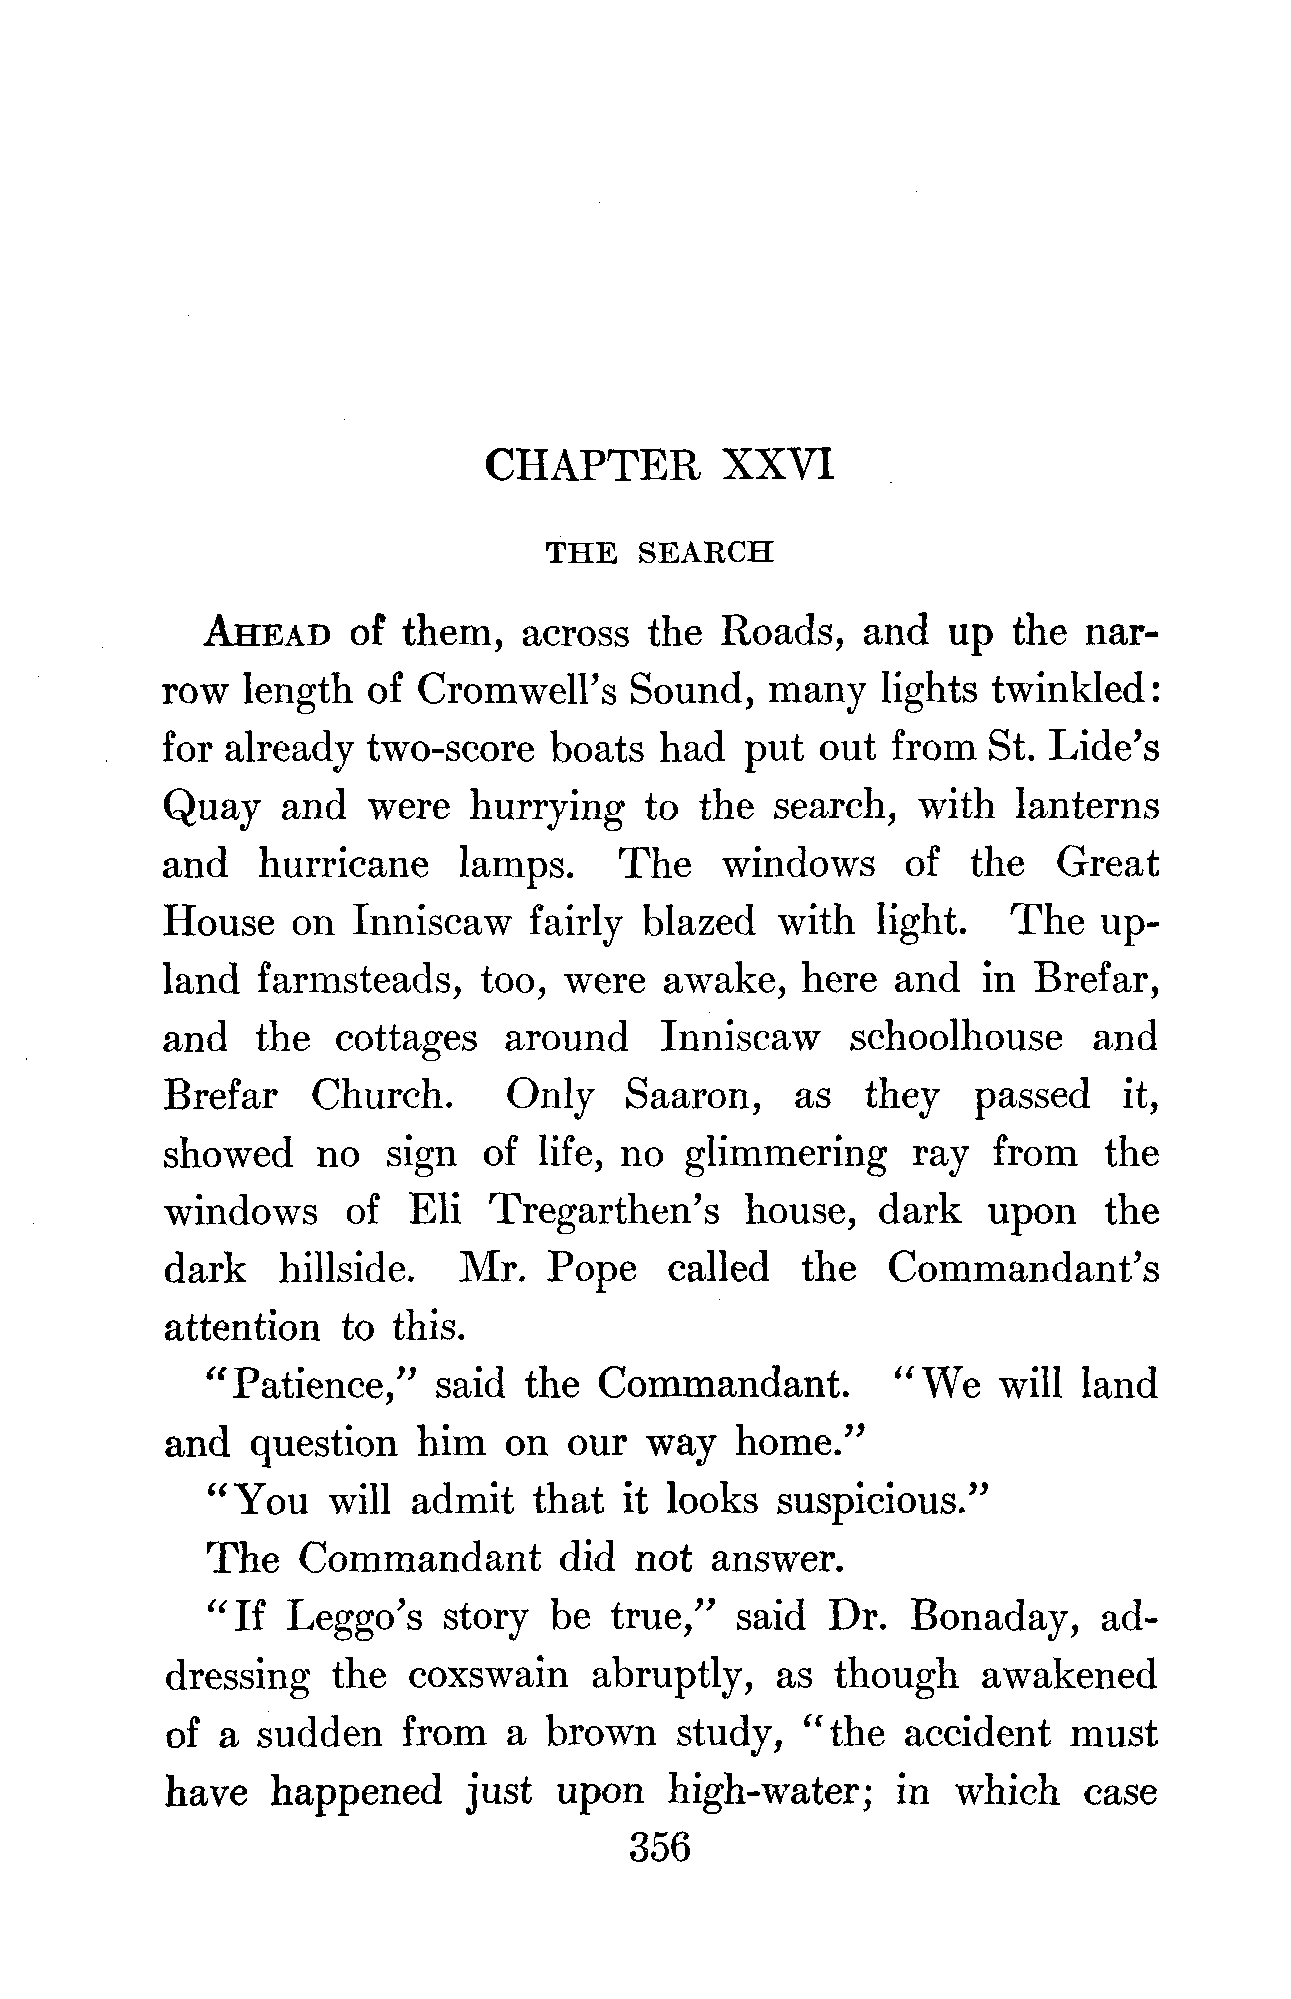 CHAPTER XXVI
THE SEARCH
AHEAD of them, across the Roads, and up the nar-
row length of Cromwell's Sound, many lights twinkled:
for already two-score boats had put out from St. Lide's
Quay and were hurrying to the search, with lanterns
and hurricane lamps. The windows of the Great
House on Inniscaw fairly blazed with light. The up-
land farmsteads, too, were awake, here and in Brefar,
and the cottages around Inniscaw schoolhouse and
Brefar Church. Only Saaron, as they passed it,
showed no sign of life, no glimmering ray from the
windows of Eli Tregarthen's house, dark upon the
dark hillside. Mr. Pope called the Commandant's
attention to this.
"Patience," said the Commandant. "We will land
and question him on our way home."
"You will admit that it looks suspicious."
The Commandant did not answer.
"If Leggo's story be true," said Dr. Bonaday, ad-
dressing the coxswain abruptly, as though awakened
of a sudden from a brown study, "the accident must
have happened just upon high-water; in which case
356